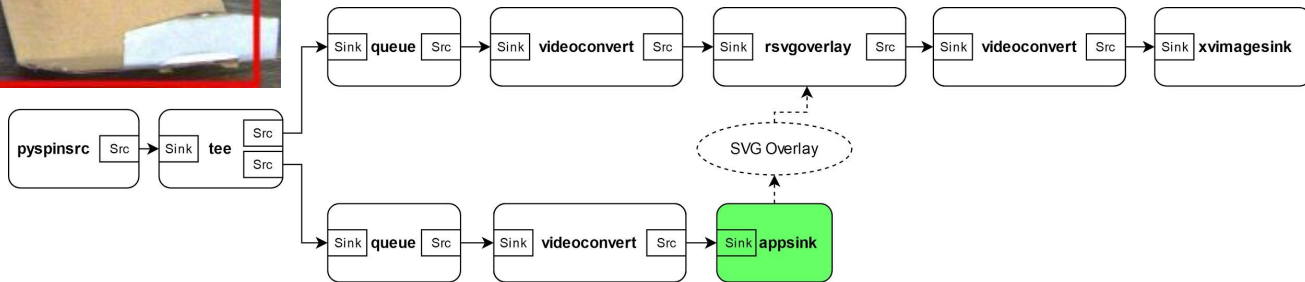 Sink queue Src Sink videoconvert Src Sink rsvgoverlay Src Sink videoconvert Src Sink xvimagesink
pyspinsrc Src Sink tee Src
Src
SVG Overlay
Sink queue Src Sink videoconvert Src Sink appsink